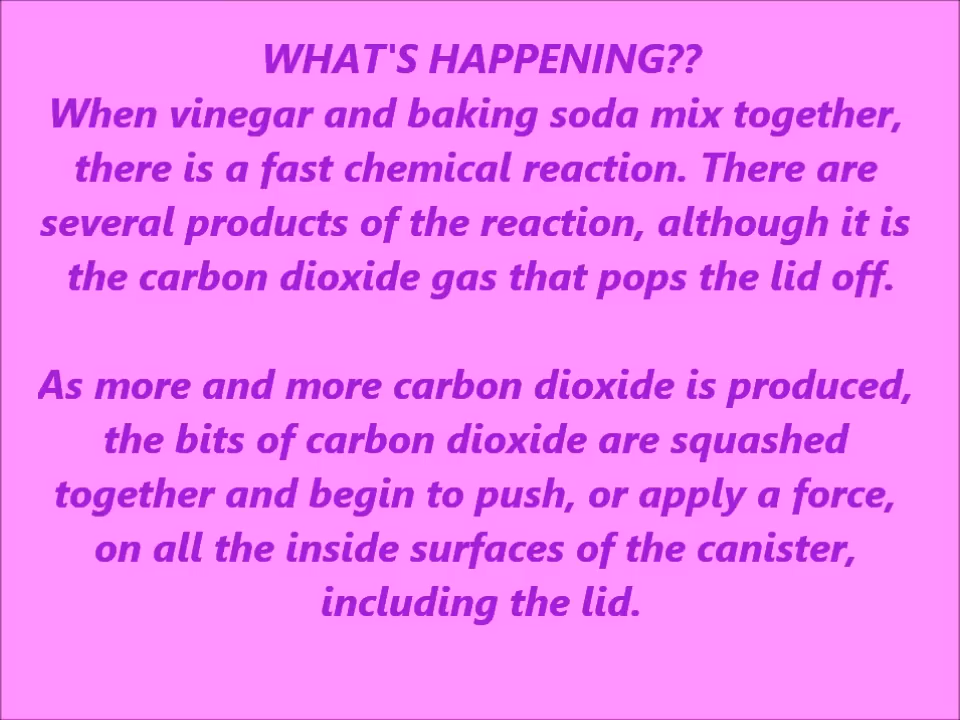 WHAT'S HAPPENING??
When vinegar and baking soda mix together,
there is a fast chemical reaction. There are
several products of the reaction, although it is
the carbon dioxide gas that pops the lid off.
As more and more carbon dioxide is produced,
the bits of carbon dioxide are squashed
together and begin to push, or apply a force,
on all the inside surfaces of the canister,
including the lid.